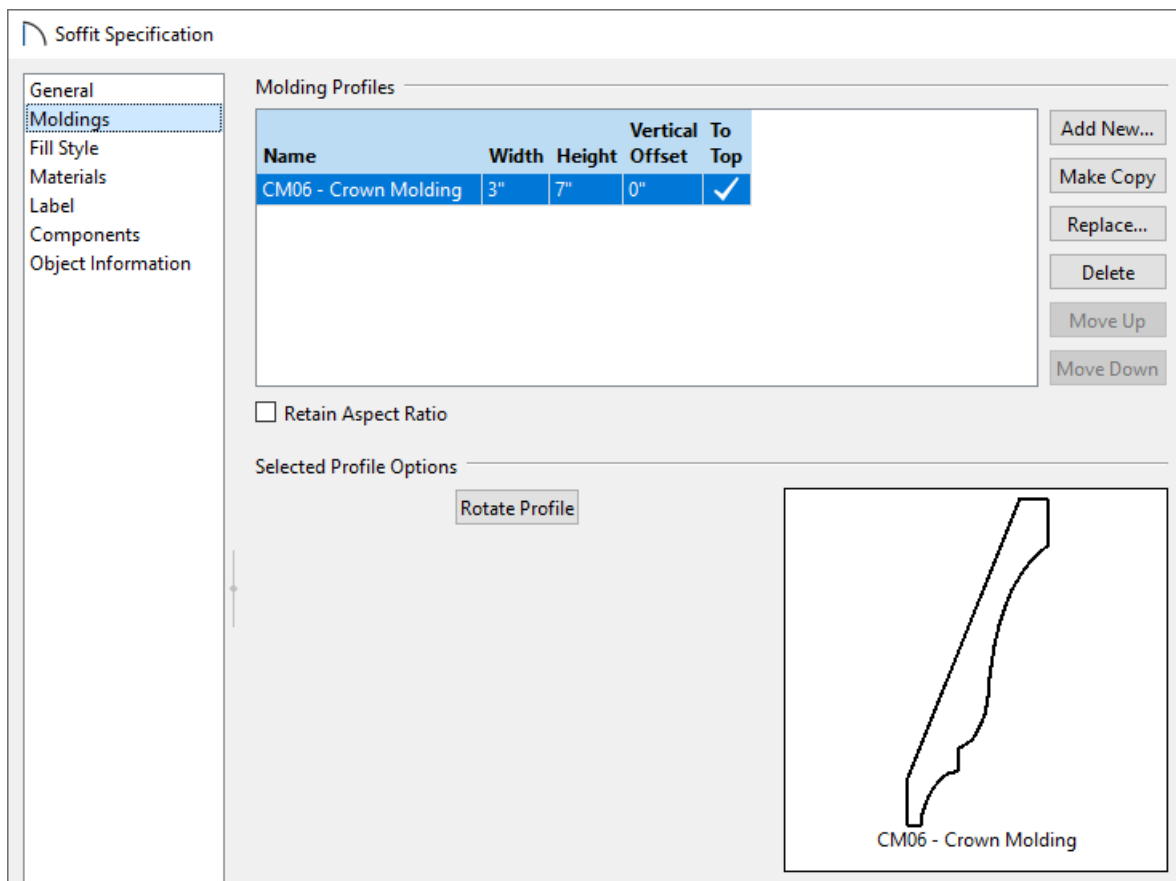 Soffit Specification
General
Moldings
Fill Style
Materials
Label
Components
Object Information
Molding Profiles
Name Width Height Vertical Offset To Top
CM06 - Crown Molding 3" 7" 0"
Add New...
Make Copy
Replace...
Delete
Move Up
Move Down
Retain Aspect Ratio
Selected Profile Options
Rotate Profile
CM06 - Crown Molding